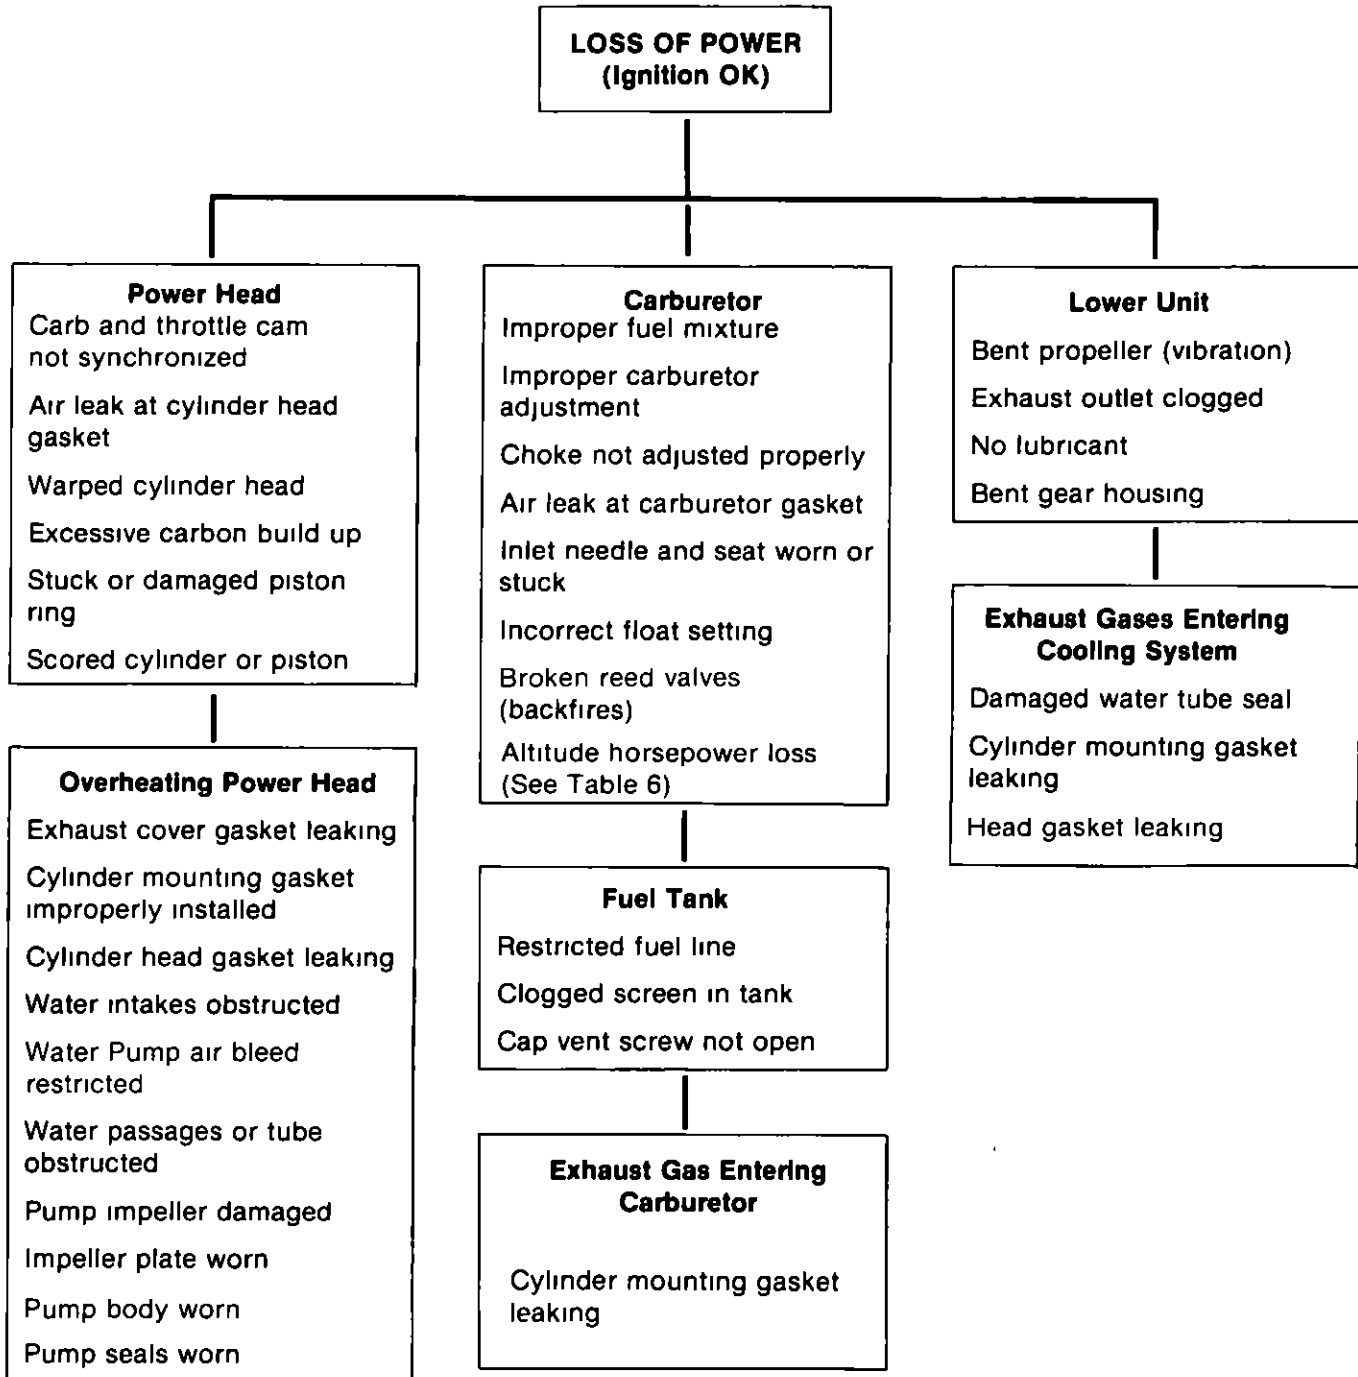 LOSS OF POWER
(Ignition OK)
Power Head
Carb and throttle cam
not synchronized
Air leak at cylinder head
gasket
Warped cylinder head
Excessive carbon build up
Stuck or damaged piston
ring
Scored cylinder or piston
Overheating Power Head
Exhaust cover gasket leaking
Cylinder mounting gasket
improperly installed
Cylinder head gasket leaking
Water intakes obstructed
Water Pump air bleed
restricted
Water passages or tube
obstructed
Pump impeller damaged
Impeller plate worn
Pump body worn
Pump seals worn
Carburetor
Improper fuel mixture
Improper carburetor
adjustment
Choke not adjusted properly
Air leak at carburetor gasket
Inlet needle and seat worn or
stuck
Incorrect float setting
Broken reed valves
(backfires)
Altitude horsepower loss
(See Table 6)
Fuel Tank
Restricted fuel line
Clogged screen in tank
Cap vent screw not open
Exhaust Gas Entering
Carburetor
Cylinder mounting gasket
leaking
Lower Unit
Bent propeller (vibration)
Exhaust outlet clogged
No lubricant
Bent gear housing
Exhaust Gases Entering
Cooling System
Damaged water tube seal
Cylinder mounting gasket
leaking
Head gasket leaking